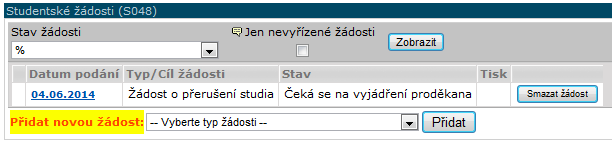 Studentské žádosti (S048)
Stav žádosti Jen nevyřízené žádosti
% Zobrazit
Datum podání Typ/Cíl žádosti Stav Tisk
04.06.2014 Žádost o přerušení studia Čeká se na vyjádření proděkana Smazat žádost
Přidat novou žádost: -- Vyberte typ žádosti -- Přidat